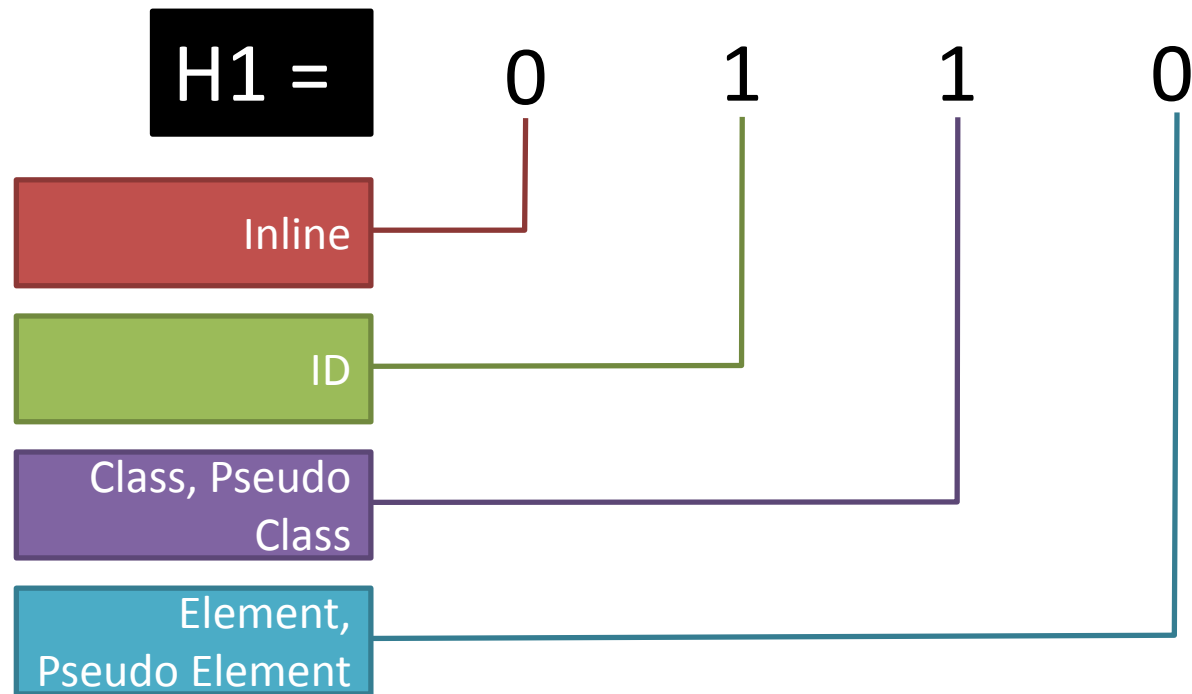 H1 = 0 1 1 0
Inline
ID
Class, Pseudo
Class
Element,
Pseudo Element